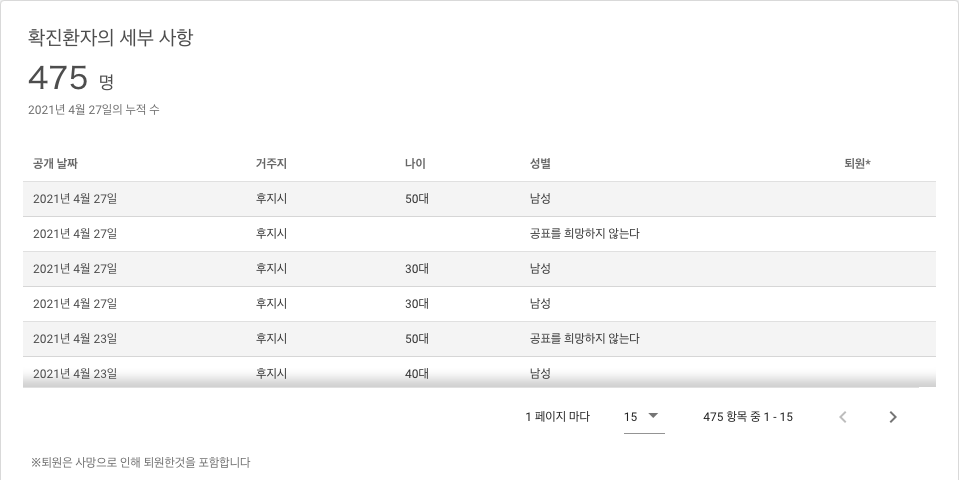 확진환자의 세부 사항
475 명
2021년 4월 27일의 누적 수
공개 날짜 거주지 나이 성별 퇴원*
2021년 4월 27일 후지시 50대 남성
2021년 4월 27일 후지시 공표를 희망하지 않는다
2021년 4월 27일 후지시 30대 남성
2021년 4월 27일 후지시 30대 남성
2021년 4월 23일 후지시 50대 공표를 희망하지 않는다
2021년 4월 23일 후지시 40대 남성
1 페이지 마다 15 475 항목 중 1 - 15
※퇴원은 사망으로 인해 퇴원한것을 포함합니다